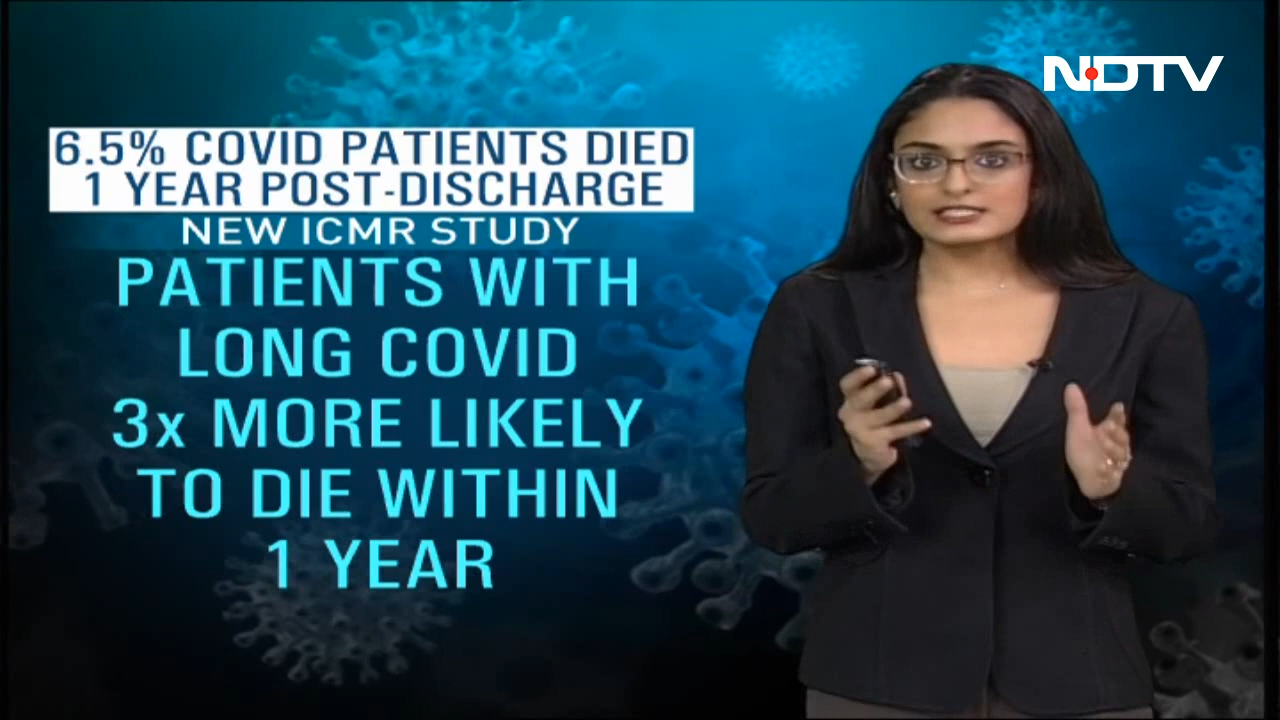 NDTV
6.5% COVID PATIENTS DIED
1 YEAR POST-DISCHARGE
NEW ICMR STUDY
PATIENTS WITH
LONG COVID
3x MORE LIKELY
TO DIE WITHIN
1 YEAR